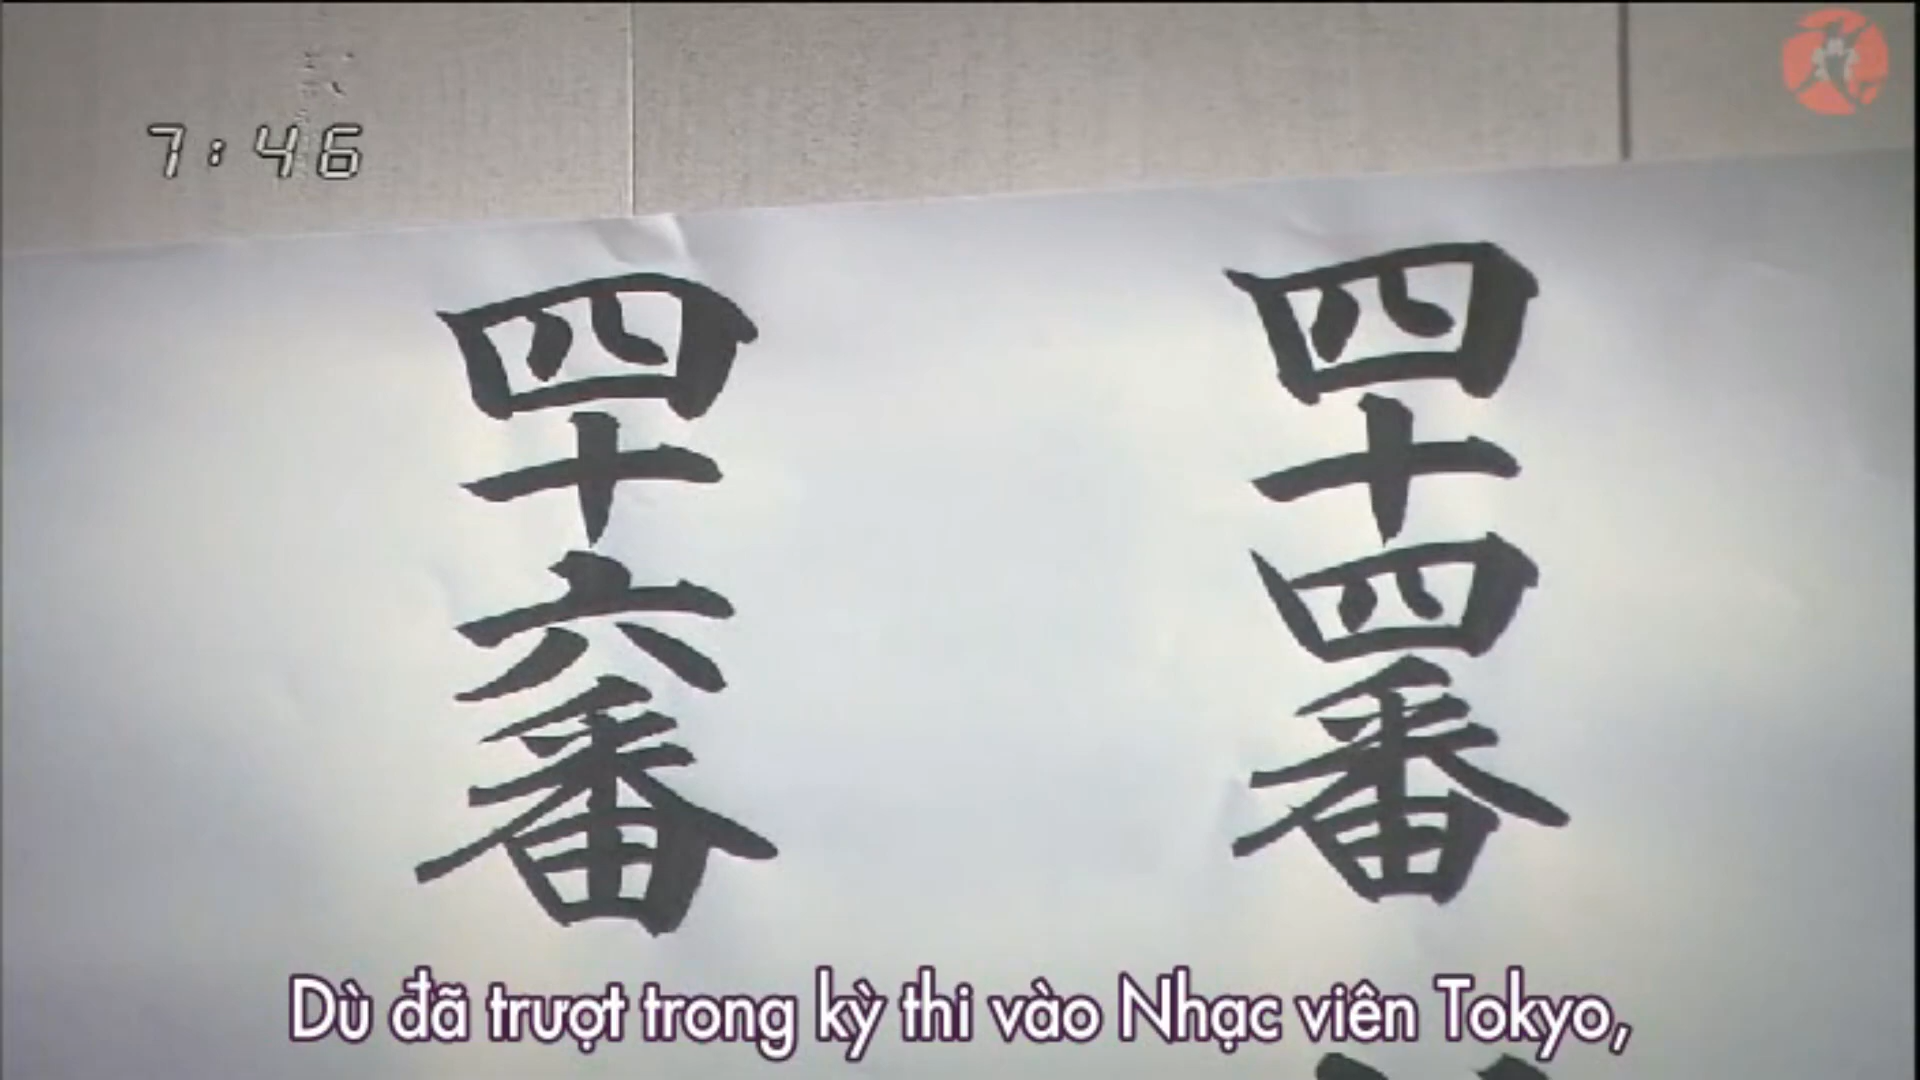 7:46
四十四番
四十六番
Dù đã trượt trong kỳ thi vào Nhạc viên Tokyo,